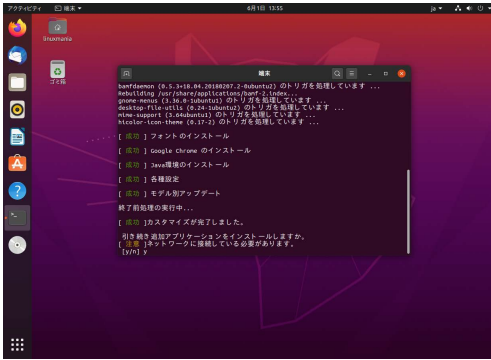 アクティビティ 端末 6月1日 13:55 ja
linuxmania
ゴミ箱
端末
bamfdaemon (0.5.3+18.04.20180207.2-0ubuntu2) のトリガを処理しています ...
Rebuilding /usr/share/applications/bamf-2.index...
gnome-menus (3.36.0-1ubuntu1) のトリガを処理しています ...
desktop-file-utils (0.24-1ubuntu2) のトリガを処理しています ...
mime-support (3.64ubuntu1) のトリガを処理しています ...
hicolor-icon-theme (0.17-2) のトリガを処理しています ...
[ 成功 ] フォントのインストール
[ 成功 ] Google Chrome のインストール
[ 成功 ] Java環境のインストール
[ 成功 ] 各種設定
[ 成功 ] モデル別アップデート
終了前処理の実行中...
[ 成功 ]カスタマイズが完了しました。
引き続き追加アプリケーションをインストールしますか。
[ 注意 ]ネットワークに接続している必要があります。
[y/n] y